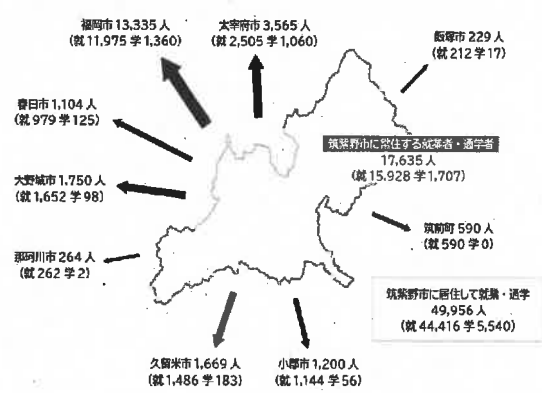 福岡市 13,335 人
(就 11,975 学 1,360)
太宰府市 3,565 人
(就 2,505 学 1,060)
飯塚市 229 人
(就 212 学 17)
春日市 1,104 人
(就 979 学 125)
筑紫野市に常住する就業者・通学者
17,635 人
(就 15,928 学 1,707)
大野城市 1,750 人
(就 1,652 学 98)
筑前町 590 人
(就 590 学 0)
那珂川市 264 人
(就 262 学 2)
筑紫野市に居住して就業・通学
49,956 人
(就 44,416 学 5,540)
久留米市 1,669 人
(就 1,486 学 183)
小郡市 1,200 人
(就 1,144 学 56)